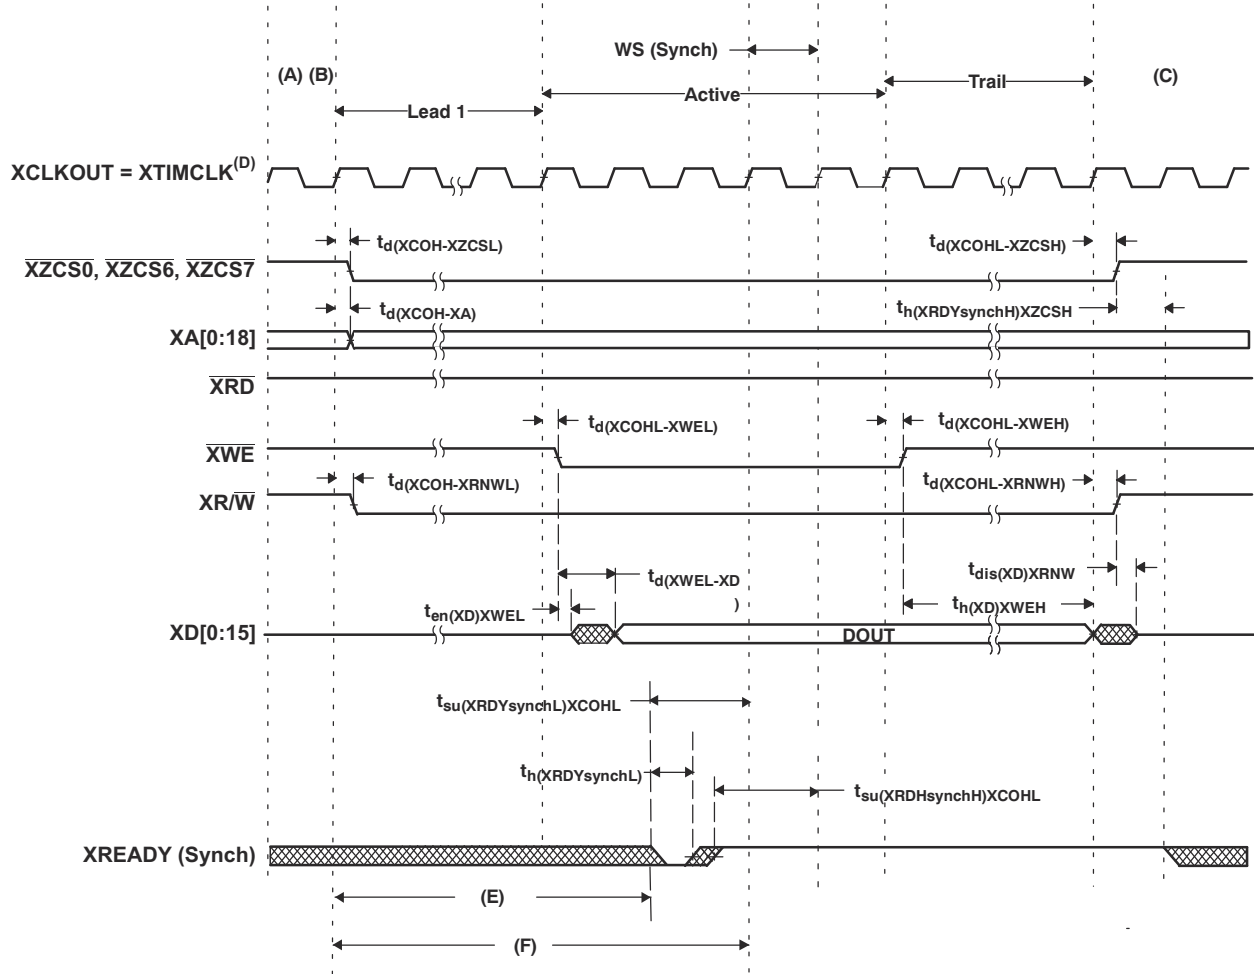 WS (Synch)
(A) (B)
Trail
(C)
Active
Lead 1
XCLKOUT = XTIMCLK(D)
td(XCOH-XZCSL)
td(XCOHL-XZCSH)
XZCS0, XZCS6, XZCS7
td(XCOH-XA)
th(XRDYsynchH)XZCSH
XA[0:18]
XRD
td(XCOHL-XWEL)
td(XCOHL-XWEH)
XWE
td(XCOH-XRNWL)
td(XCOHL-XRNWH)
XR/W
td(XWEL-XD
)
tdis(XD)XRNW
ten(XD)XWEL
th(XD)XWEH
XD[0:15]
DOUT
tsu(XRDYsynchL)XCOHL
th(XRDYsynchL)
tsu(XRDHsynchH)XCOHL
XREADY (Synch)
(E)
(F)